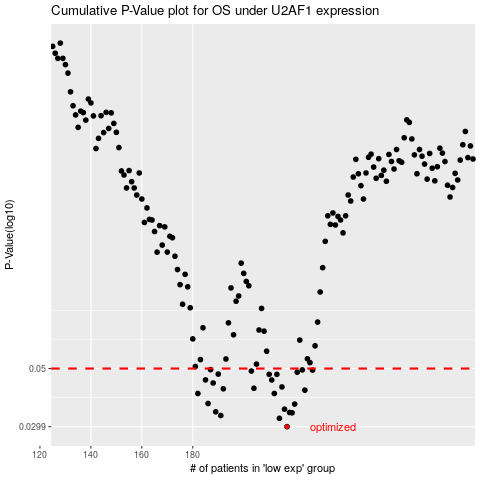 Cumulative P-Value plot for OS under U2AF1 expression
P-Value(log10)
0.05
0.0299
optimized
120 140 160 180
# of patients in 'low exp' group